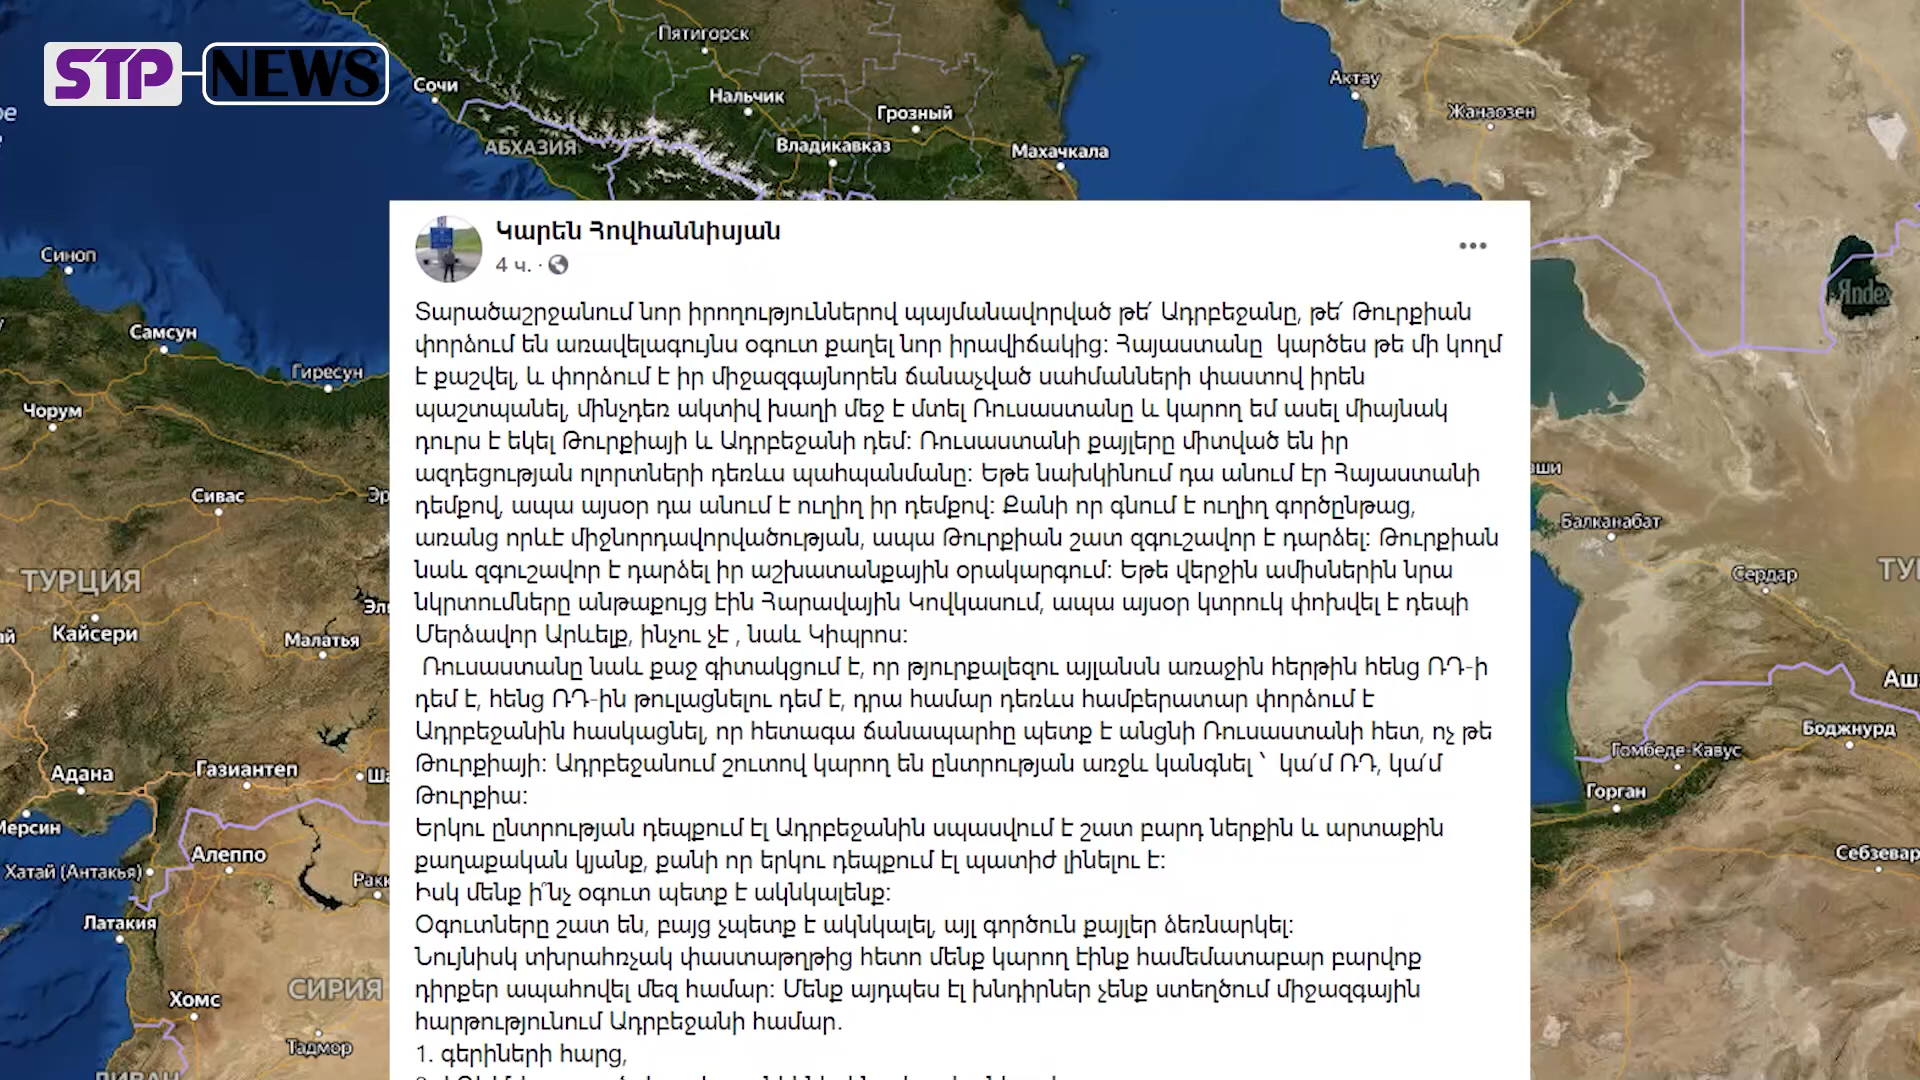 STP NEWS
Пятигорск
Сочи
Нальчик
Грозный
АБХАЗИЯ
Владикавказ
Махачкала
Актау
Жанаозен
Կարեն Հովհաննիսյան
4 ч. ·
Տարածաշրջանում նոր իրողություններով պայմանավորված թե՛ Ադրբեջանը, թե՛ Թուրքիան
փորձում են առավելագույնս օգուտ քաղել նոր իրավիճակից։ Հայաստանը կարծես թե մի կողմ
է քաշվել, և փորձում է իր միջազգայնորեն ճանաչված սահմանների փաստով իրեն
պաշտպանել, մինչդեռ ակտիվ խաղի մեջ է մտել Ռուսաստանը և կարող եմ ասել միայնակ
դուրս է եկել Թուրքիայի և Ադրբեջանի դեմ։ Ռուսաստանի քայլերը միտված են իր
ազդեցության ոլորտների դեռևս պահպանմանը։ Եթե նախկինում դա անում էր Հայաստանի
դեմքով, ապա այսօր դա անում է ուղիղ իր դեմքով։ Քանի որ գնում է ուղիղ գործընթաց,
առանց որևէ միջնորդավորվածության, ապա Թուրքիան շատ զգուշավոր է դարձել։ Թուրքիան
նաև զգուշավոր է դարձել իր աշխատանքային օրակարգում։ Եթե վերջին ամիսներին նրա
նկրտումները անթաքույց էին Հարավային Կովկասում, ապա այսօր կտրուկ փոխվել է դեպի
Մերձավոր Արևելք, ինչու չէ , նաև Կիպրոս։
Ռուսաստանը նաև քաջ գիտակցում է, որ թյուրքալեզու այլանսն առաջին հերթին հենց ՌԴ-ի
դեմ է, հենց ՌԴ-ին թուլացնելու դեմ է, դրա համար դեռևս համբերատար փորձում է
Ադրբեջանին հասկացնել, որ հետագա ճանապարհը պետք է անցնի Ռուսաստանի հետ, ոչ թե
Թուրքիայի։ Ադրբեջանում շուտով կարող են ընտրության առջև կանգնել ՝ կա՛մ ՌԴ, կա՛մ
Թուրքիա։
Երկու ընտրության դեպքում էլ Ադրբեջանին սպասվում է շատ բարդ ներքին և արտաքին
քաղաքական կյանք, քանի որ երկու դեպքում էլ պատիժ լինելու է։
Իսկ մենք ի՞նչ օգուտ պետք է ակնկալենք։
Օգուտները շատ են, բայց չպետք է ակնկալել, այլ գործուն քայլեր ձեռնարկել։
Նույնիսկ տխրահռչակ փաստաթղթից հետո մենք կարող էինք համեմատաբար բարվոք
դիրքեր ապահովել մեզ համար։ Մենք այդպես էլ խնդիրներ չենք ստեղծում միջազգային
հարթությունում Ադրբեջանի համար.
1. գերիների հարց,
Синоп
Самсун
Гиресун
Чорум
Сивас
ТУРЦИЯ
Кайсери
Малатья
Адана
Газиантеп
Мерсин
Алеппо
Хатай (Антакья)
Латакия
СИРИЯ
Хомс
Тадмор
Yandex
Балканабат
Сердар
Боджнурд
Гомбеде-Кавус
Горган
Себзевар